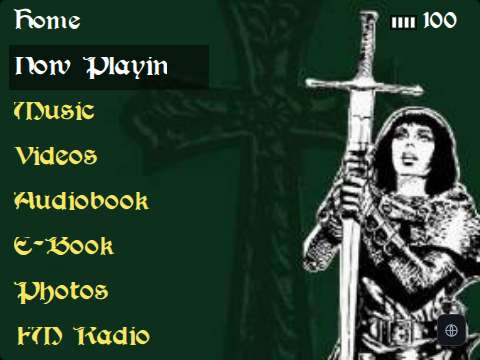 Home 100
Now Playin
Music
Videos
Audiobook
E-Book
Photos
FM Radio